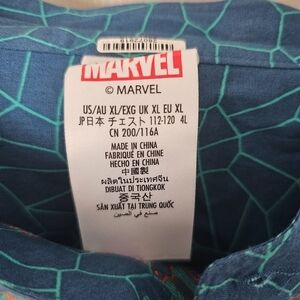 MARVEL
© MARVEL
US/AU XL/EXG UK XL EU XL
JP日本 チェスト 112-120 4L
CN 200/116A
MADE IN CHINA
FABRIQUÉ EN CHINE
HECHO EN CHINA
中國製
ผลิตในประเทศจีน
DIBUAT DI TIONGKOK
중국산
SẢN XUẤT TẠI TRUNG QUỐC
صنع في الصين